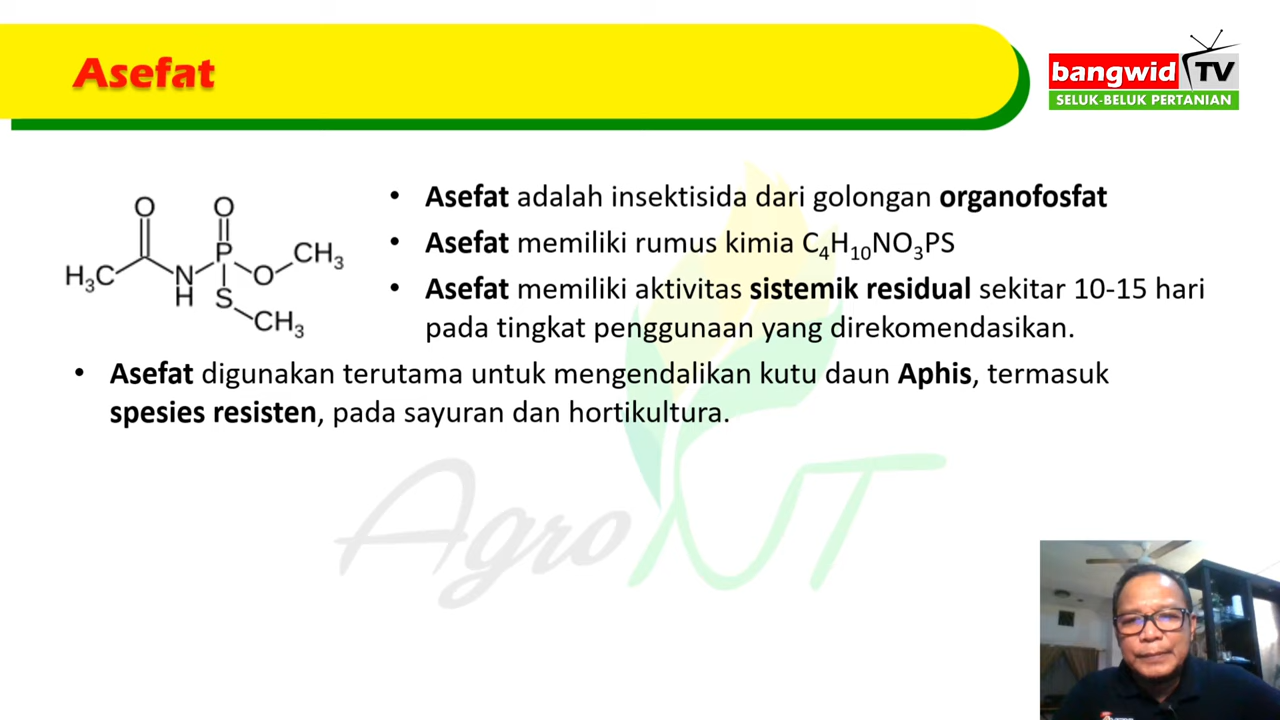 Asefat
bangwid TV
SELUK-BELUK PERTANIAN
O O
H₃C N P O CH₃
H S CH₃
• Asefat adalah insektisida dari golongan organofosfat
• Asefat memiliki rumus kimia C₄H₁₀NO₃PS
• Asefat memiliki aktivitas sistemik residual sekitar 10-15 hari
pada tingkat penggunaan yang direkomendasikan.
• Asefat digunakan terutama untuk mengendalikan kutu daun Aphis, termasuk
spesies resisten, pada sayuran dan hortikultura.
Agro NT